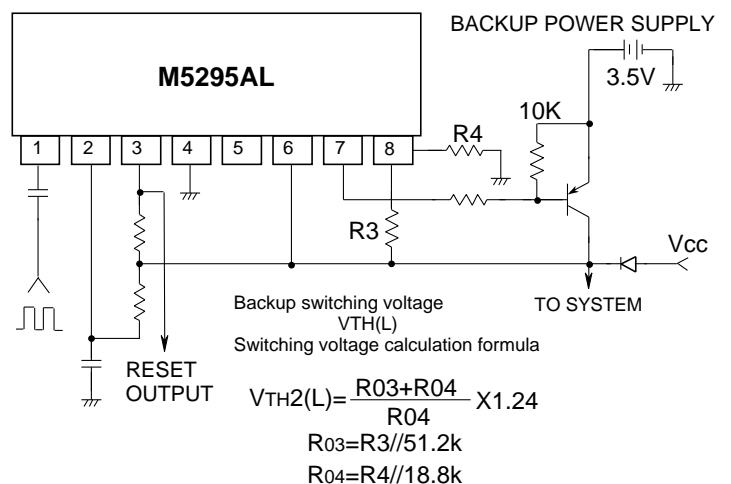 BACKUP POWER SUPPLY
M5295AL
3.5V
10K
R4
1 2 3 4 5 6 7 8
R3
Vcc
Backup switching voltage
VTH(L)
Switching voltage calculation formula
TO SYSTEM
RESET
OUTPUT
VTH2(L)= R03+R04 X1.24
R04
R03=R3//51.2k
R04=R4//18.8k